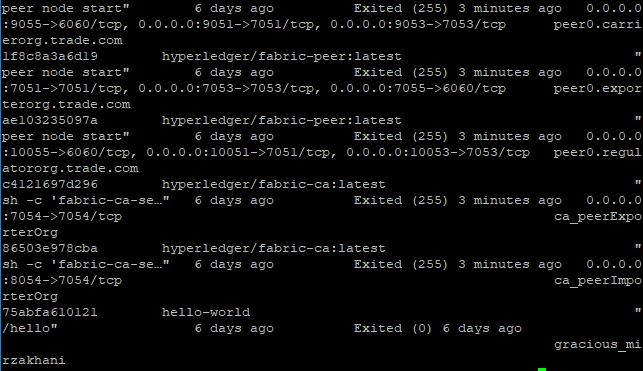 peer node start"        6 days ago          Exited (255) 3 minutes ago   0.0.0.0
:9055->6060/tcp, 0.0.0.0:9051->7051/tcp, 0.0.0.0:9053->7053/tcp      peer0.carri
erorg.trade.com
1f8c8a3a6d19        hyperledger/fabric-peer:latest                             "
peer node start"        6 days ago          Exited (255) 3 minutes ago   0.0.0.0
:7051->7051/tcp, 0.0.0.0:7053->7053/tcp, 0.0.0.0:7055->6060/tcp      peer0.expo
rterorg.trade.com
ae103235097a        hyperledger/fabric-peer:latest                             "
peer node start"        6 days ago          Exited (255) 3 minutes ago   0.0.0.0
:10055->6060/tcp, 0.0.0.0:10051->7051/tcp, 0.0.0.0:10053->7053/tcp   peer0.regul
atororg.trade.com
c4121697d296        hyperledger/fabric-ca:latest                               "
sh -c 'fabric-ca-se…"   6 days ago          Exited (255) 3 minutes ago   0.0.0.0
:7054->7054/tcp                                                      ca_peerExpo
rterOrg
86503e978cba        hyperledger/fabric-ca:latest                               "
sh -c 'fabric-ca-se…"   6 days ago          Exited (255) 3 minutes ago   0.0.0.0
:8054->7054/tcp                                                      ca_peerImpo
rterOrg
75abfa610121        hello-world                                                "
/hello"                 6 days ago          Exited (0) 6 days ago
                                                                     gracious_mi
rzakhani